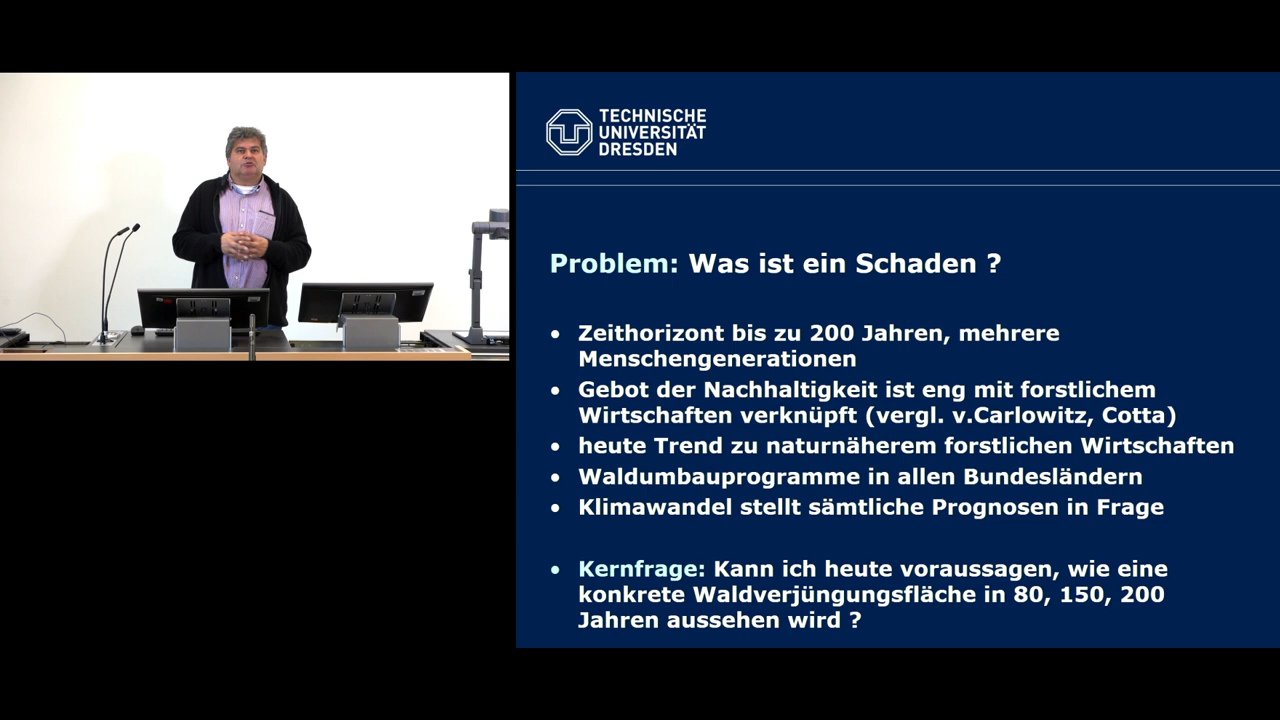 TECHNISCHE
UNIVERSITÄT
DRESDEN
Problem: Was ist ein Schaden ?
• Zeithorizont bis zu 200 Jahren, mehrere
Menschengenerationen
• Gebot der Nachhaltigkeit ist eng mit forstlichem
Wirtschaften verknüpft (vergl. v.Carlowitz, Cotta)
• heute Trend zu naturnäherem forstlichen Wirtschaften
• Waldumbauprogramme in allen Bundesländern
• Klimawandel stellt sämtliche Prognosen in Frage
• Kernfrage: Kann ich heute voraussagen, wie eine
konkrete Waldverjüngungsfläche in 80, 150, 200
Jahren aussehen wird ?